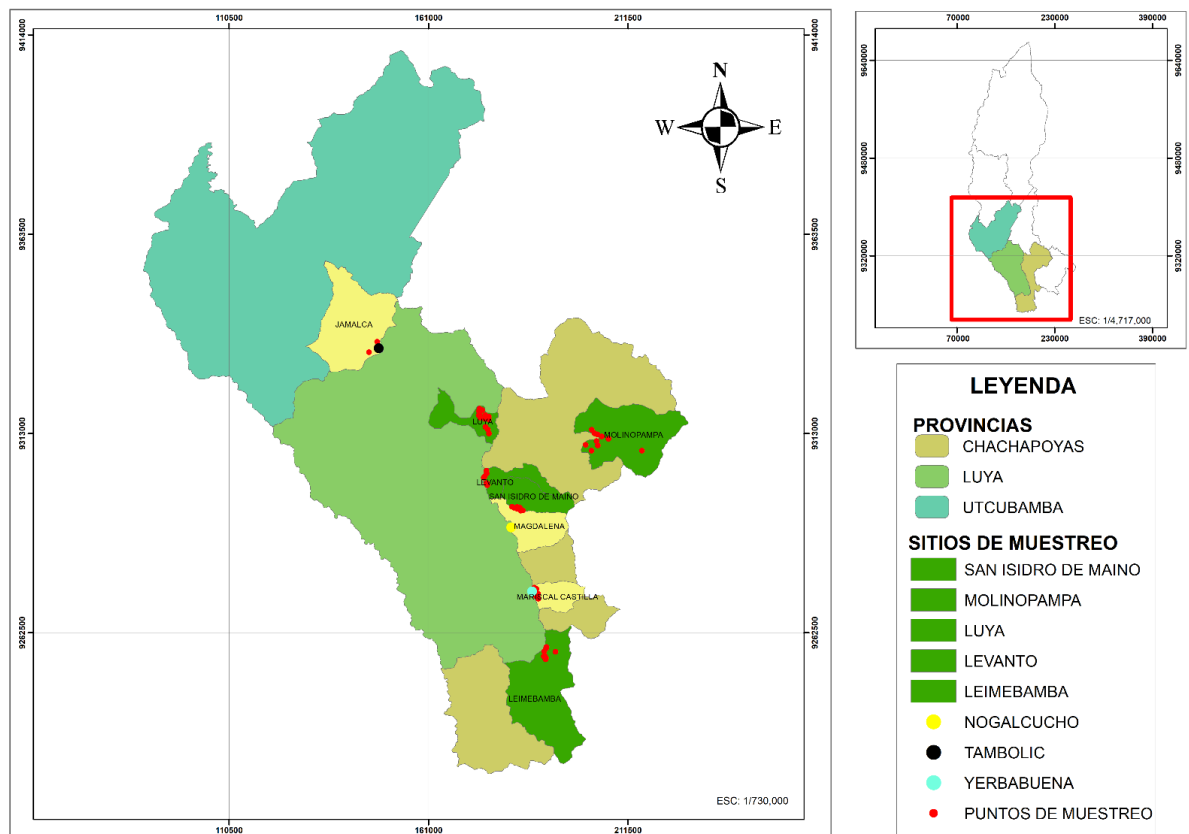 110500 161000 211500
9414000 9414000
N
W E
S
9363500 9363500
JAMALCA
LUYA
9313000 9313000
MOLINOPAMPA
LEVANTO
SAN ISIDRO DE MAINO
MAGDALENA
MARISCAL CASTILLA
9262500 9262500
LEIMEBAMBA
ESC: 1/730,000
110500 161000 211500
70000 230000 390000
9640000 9640000
9480000 9480000
9320000 9320000
ESC: 1/4,717,000
70000 230000 390000
LEYENDA
PROVINCIAS
CHACHAPOYAS
LUYA
UTCUBAMBA
SITIOS DE MUESTREO
SAN ISIDRO DE MAINO
MOLINOPAMPA
LUYA
LEVANTO
LEIMEBAMBA
NOGALCUCHO
TAMBOLIC
YERBABUENA
PUNTOS DE MUESTREO